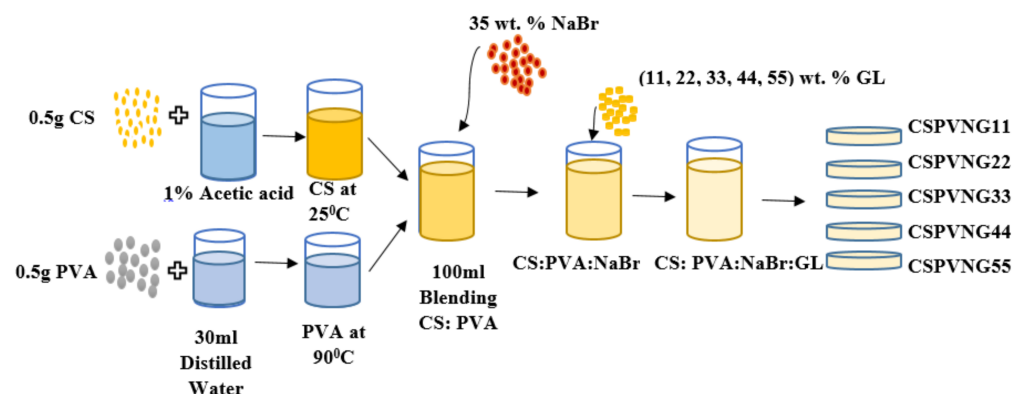 35 wt. % NaBr
(11, 22, 33, 44, 55) wt. % GL
0.5g CS
1% Acetic acid
CS at
25⁰C
0.5g PVA
30ml
Distilled
Water
PVA at
90⁰C
100ml
Blending
CS: PVA
CS:PVA:NaBr
CS: PVA:NaBr:GL
CSPVNG11
CSPVNG22
CSPVNG33
CSPVNG44
CSPVNG55